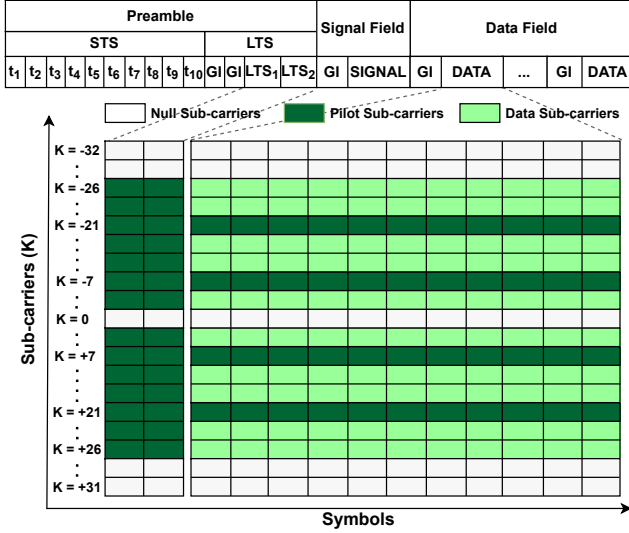 Preamble Signal Field Data Field
STS LTS
t1 t2 t3 t4 t5 t6 t7 t8 t9 t10 GI GI LTS1 LTS2 GI SIGNAL GI DATA ... GI DATA
Null Sub-carriers Pilot Sub-carriers Data Sub-carriers
K = -32
K = -26
K = -21
K = -7
K = 0
K = +7
K = +21
K = +26
K = +31
Sub-carriers (K)
Symbols